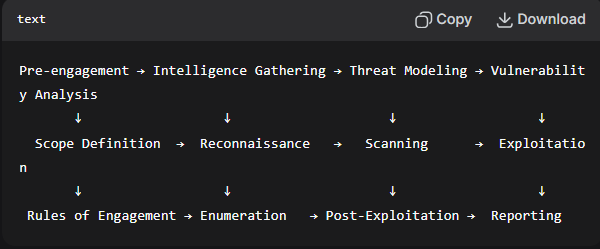 text Copy Download
Pre-engagement → Intelligence Gathering → Threat Modeling → Vulnerabilit
y Analysis
↓ ↓ ↓ ↓
Scope Definition → Reconnaissance → Scanning → Exploitatio
n
↓ ↓ ↓ ↓
Rules of Engagement → Enumeration → Post-Exploitation → Reporting